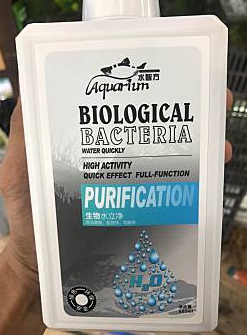 水馨方
Aquarium
BIOLOGICAL
BACTERIA
WATER QUICKLY
HIGH ACTIVITY
QUICK EFFECT FULL-FUNCTION
PURIFICATION
生物水立净
H2O